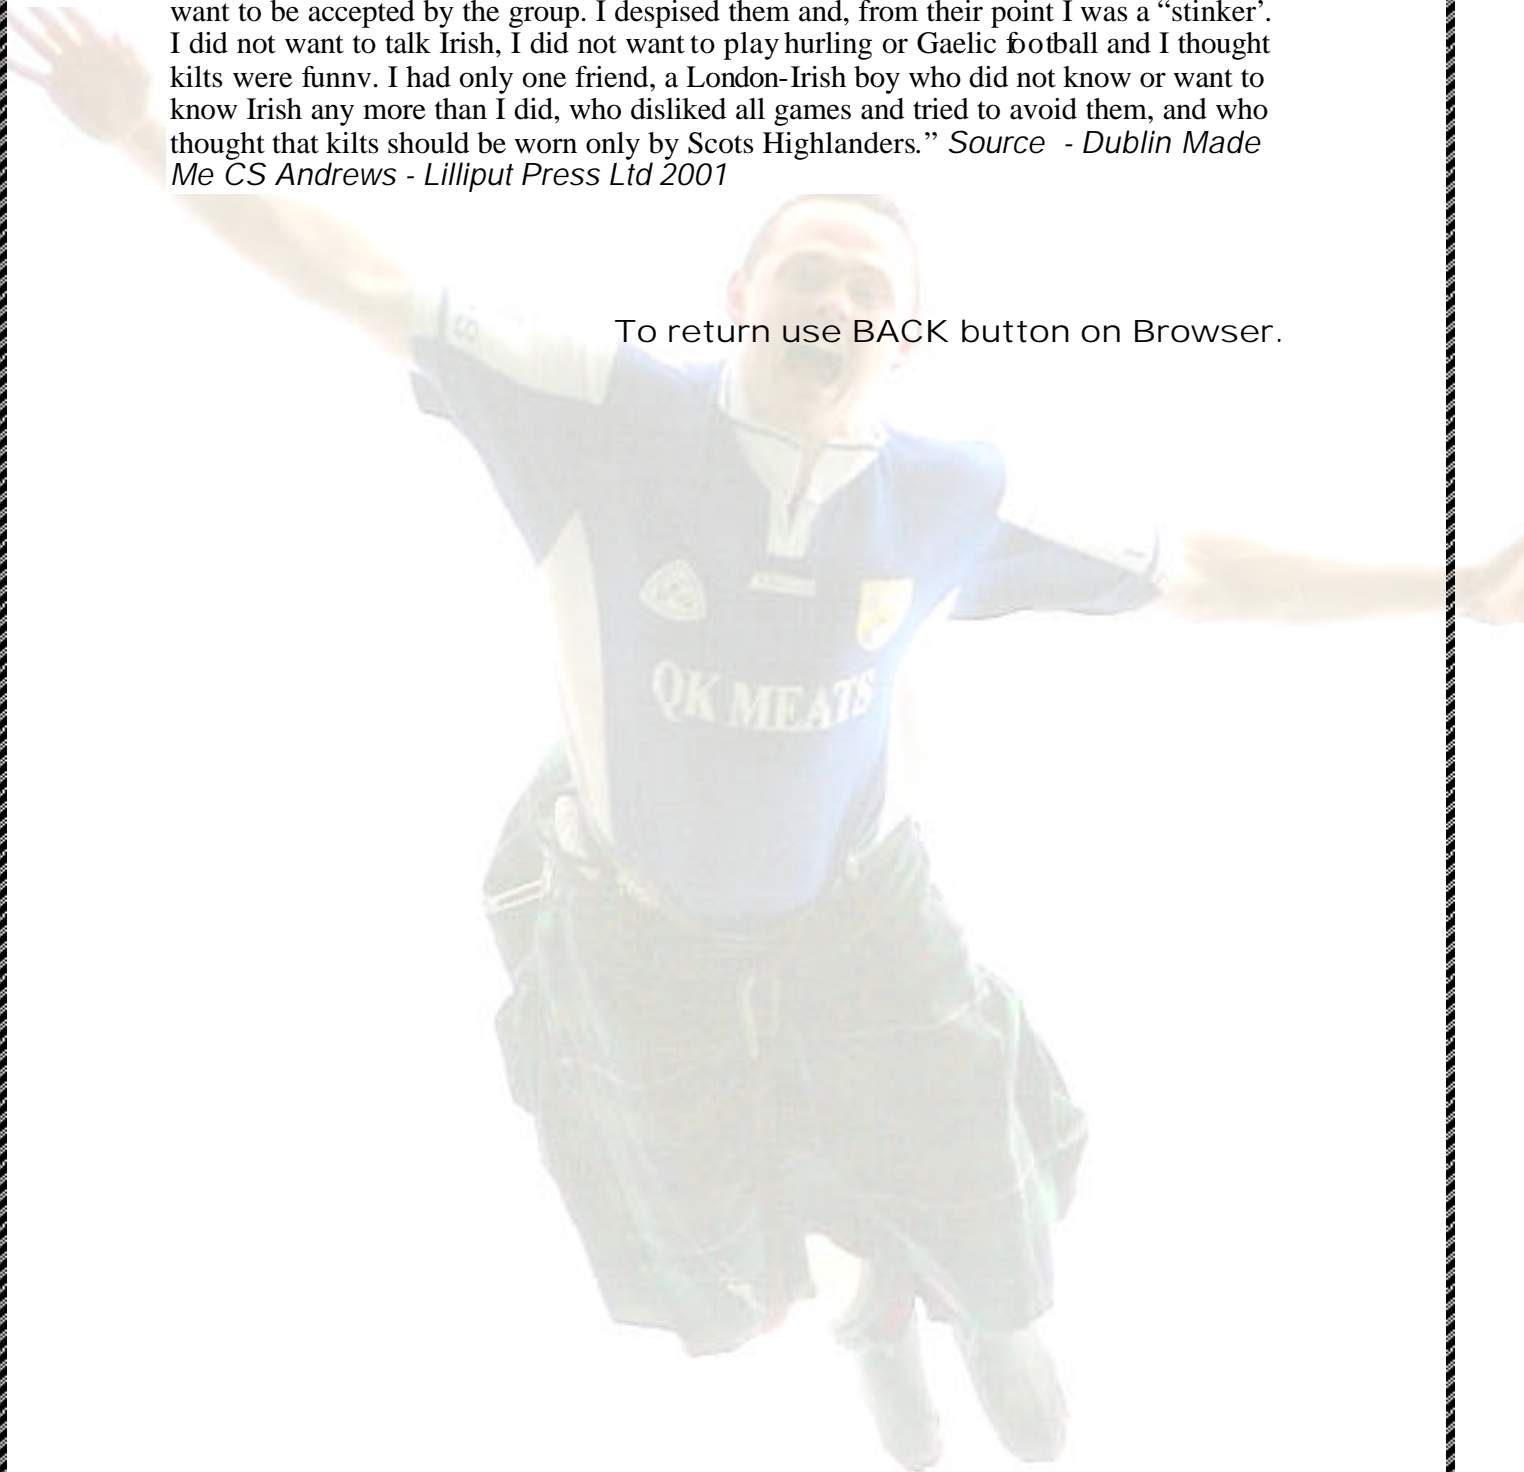 want to be accepted by the group. I despised them and, from their point I was a “stinker’.
I did not want to talk Irish, I did not want to play hurling or Gaelic football and I thought
kilts were funnv. I had only one friend, a London-Irish boy who did not know or want to
know Irish any more than I did, who disliked all games and tried to avoid them, and who
thought that kilts should be worn only by Scots Highlanders.” Source - Dublin Made
Me CS Andrews - Lilliput Press Ltd 2001
To return use BACK button on Browser.
QK MEATS